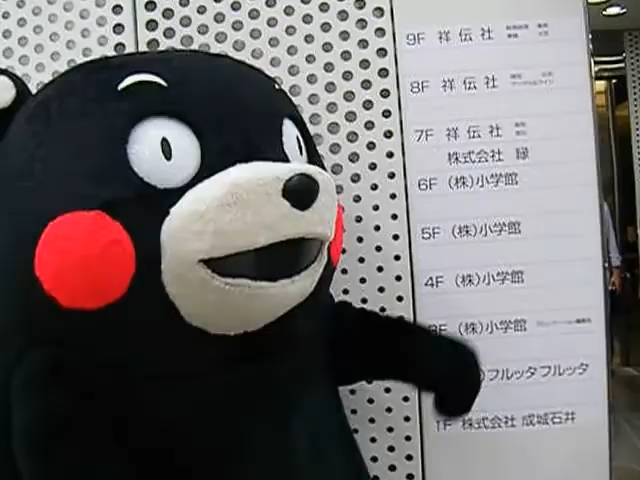 9F 祥伝社
8F 祥伝社
7F 祥伝社
株式会社 緑
6F (株)小学館
5F (株)小学館
4F (株)小学館
3F (株)小学館
)フルッタフルッタ
1F 株式会社 成城石井